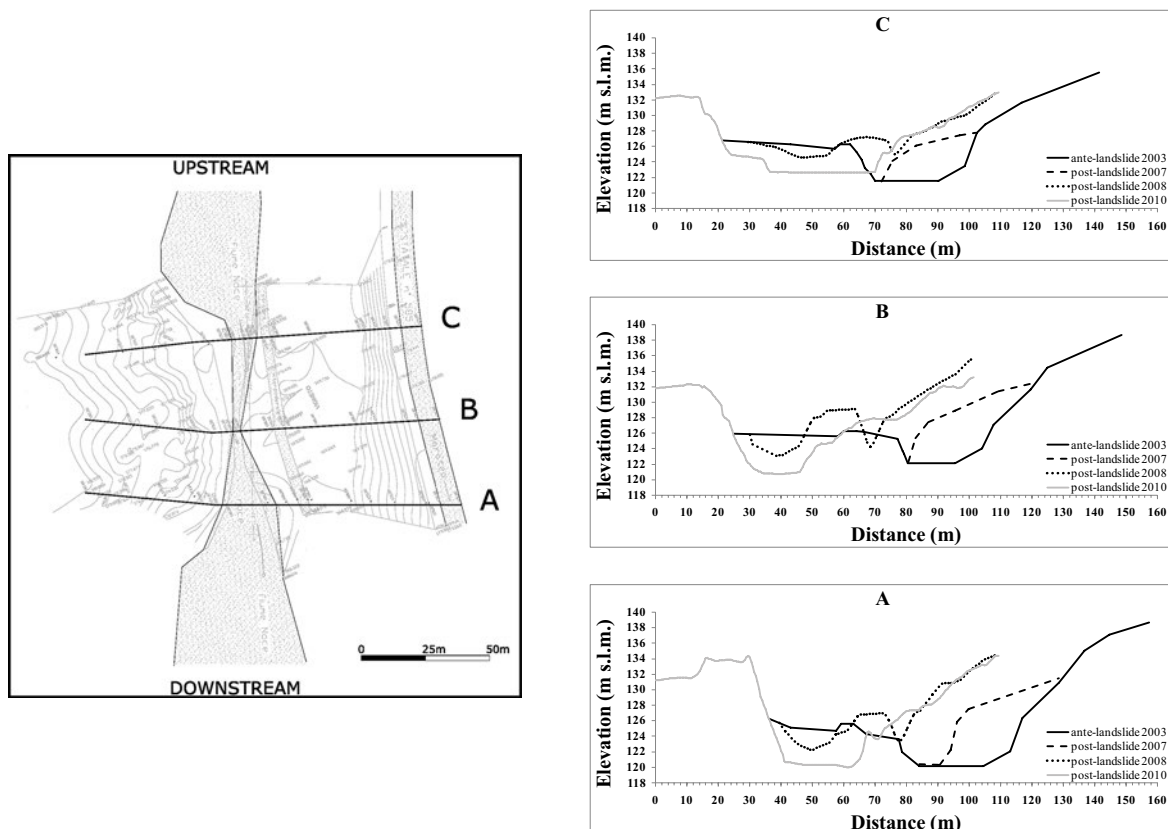 UPSTREAM
C
B
A
0 25m 50m
DOWNSTREAM
C
Elevation (m s.l.m.)
140
138
136
134
132
130
128
126
124
122
120
118
0 10 20 30 40 50 60 70 80 90 100 110 120 130 140 150 160
Distance (m)
ante-landslide 2003
post-landslide 2007
post-landslide 2008
post-landslide 2010
B
Elevation (m s.l.m.)
140
138
136
134
132
130
128
126
124
122
120
118
0 10 20 30 40 50 60 70 80 90 100 110 120 130 140 150 160
Distance (m)
ante-landslide 2003
post-landslide 2007
post-landslide 2008
post-landslide 2010
A
Elevation (m s.l.m.)
140
138
136
134
132
130
128
126
124
122
120
118
0 10 20 30 40 50 60 70 80 90 100 110 120 130 140 150 160
Distance (m)
ante-landslide 2003
post-landslide 2007
post-landslide 2008
post-landslide 2010